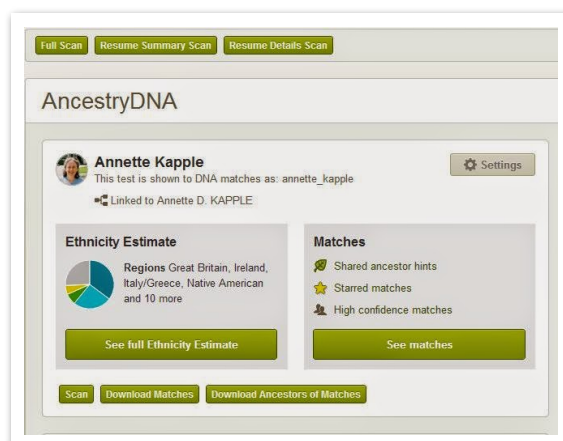 Full Scan Resume Summary Scan Resume Details Scan
AncestryDNA
Annette Kapple
This test is shown to DNA matches as: annette_kapple
Linked to Annette D. KAPPLE
Settings
Ethnicity Estimate
Regions Great Britain, Ireland,
Italy/Greece, Native American
and 10 more
See full Ethnicity Estimate
Matches
Shared ancestor hints
Starred matches
High confidence matches
See matches
Scan Download Matches Download Ancestors of Matches